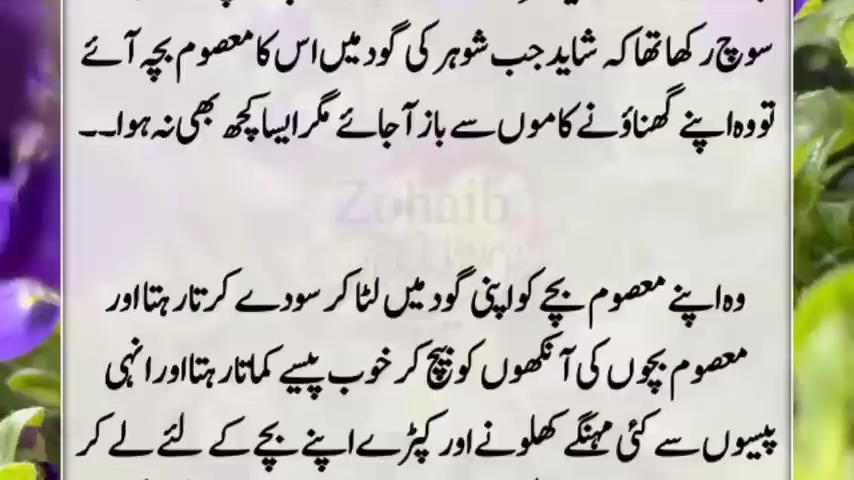 سوچ رکھا تھا کہ شاید جب شوہر کی گود میں اس کا معصوم بچہ آئے
تو وہ اپنے گھناؤنے کاموں سے باز آ جائے مگر ایسا کچھ بھی نہ ہوا۔۔
Zohaib
وہ اپنے معصوم بچے کو اپنی گود میں لٹا کر سودے کرتا رہتا اور
معصوم بچوں کی آنکھوں کو بیچ کر خوب پیسے کماتا رہتا اور انہی
پیسوں سے کئی مہنگے کھلونے اور کپڑے اپنے بچے کے لئے لے کر